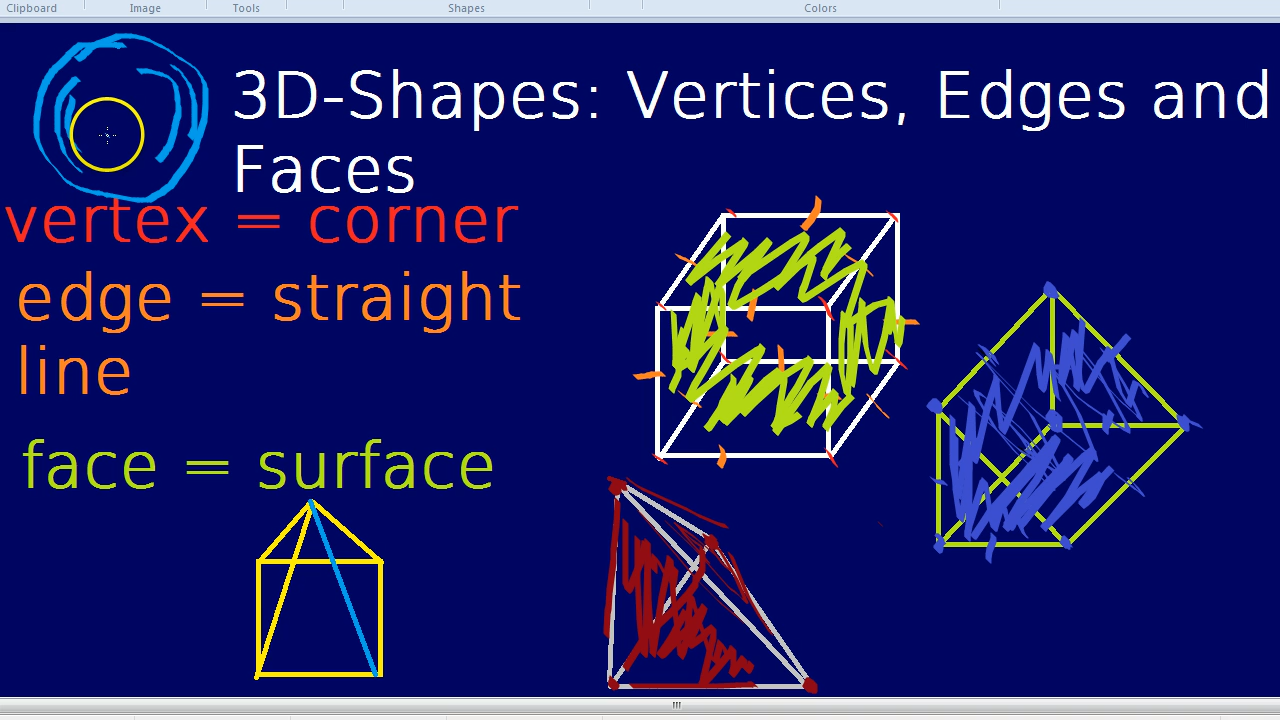 Clipboard Image Tools Shapes Colors
3D-Shapes: Vertices, Edges and
Faces
vertex = corner
edge = straight
line
face = surface